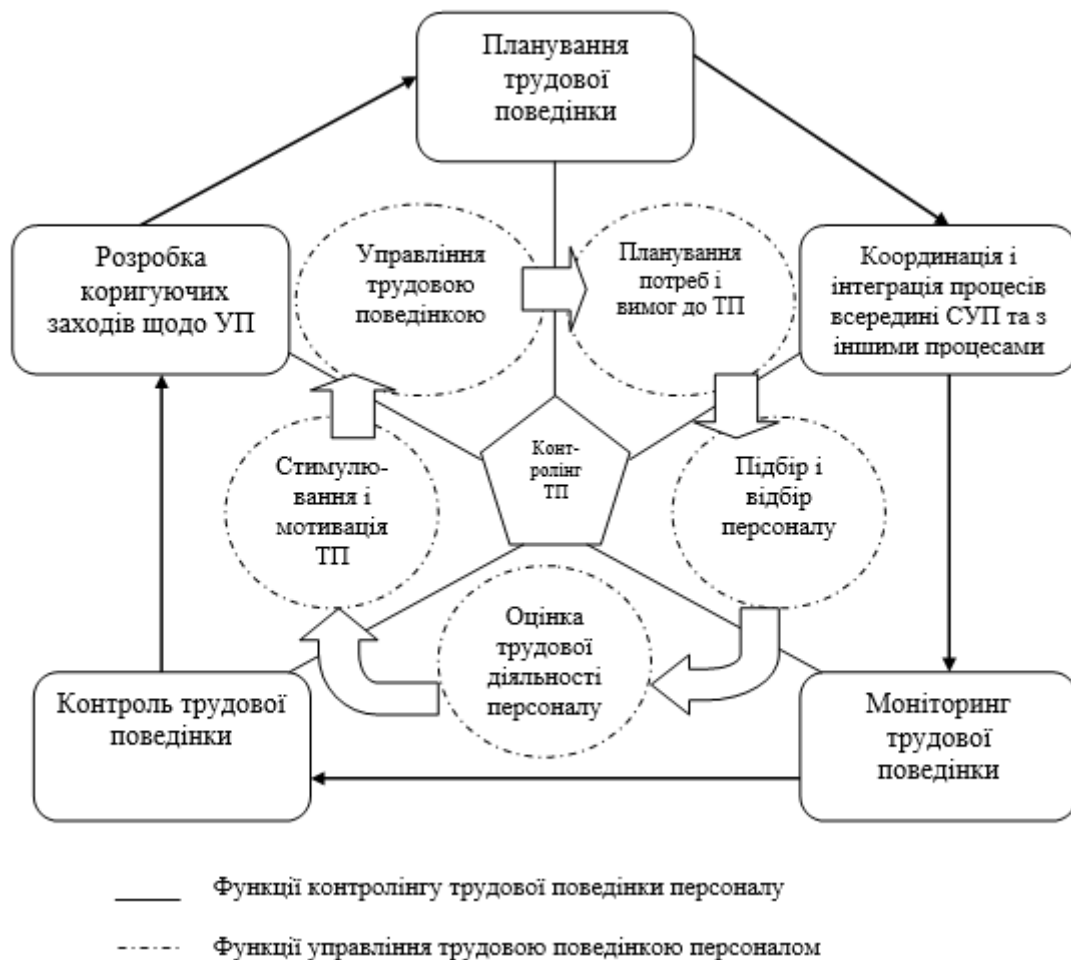 Планування
трудової
поведінки
Розробка
коригуючих
заходів щодо УП
Управління
трудовою
поведінкою
Планування
потреб і
вимог до ТП
Координація і
інтеграція процесів
всередині СУП та з
іншими процесами
Стимулю-
вання і
мотивація
ТП
Конт-
ролінг
ТП
Підбір і
відбір
персоналу
Оцінка
трудової
діяльності
персоналу
Контроль трудової
поведінки
Моніторинг
трудової
поведінки
Функції контролінгу трудової поведінки персоналу
Функції управління трудовою поведінкою персоналом